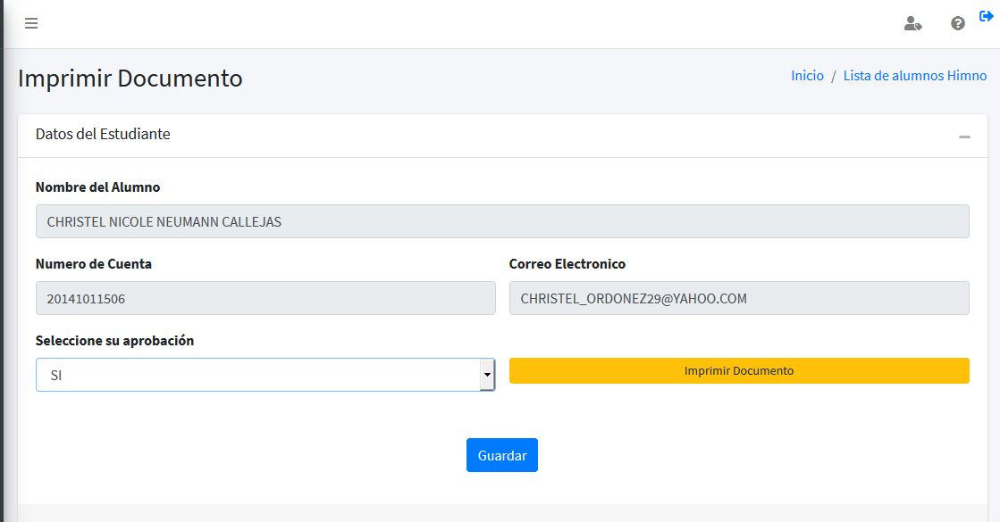 Imprimir Documento
Inicio / Lista de alumnos Himno
Datos del Estudiante
Nombre del Alumno
CHRISTEL NICOLE NEUMANN CALLEJAS
Numero de Cuenta
Correo Electronico
20141011506
CHRISTEL_ORDONEZ29@YAHOO.COM
Seleccione su aprobación
SI
Imprimir Documento
Guardar